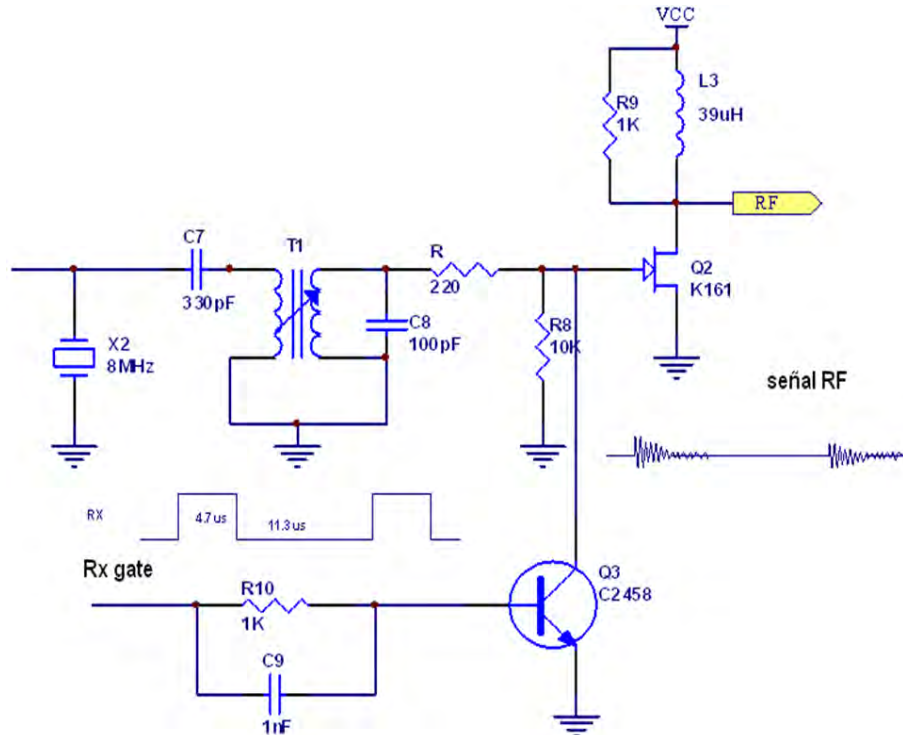 VCC
L3
39uH
R9
1K
RF
C7
330pF
T1
R
220
Q2
K161
C8
100pF
R8
10K
X2
8MHz
señal RF
RX
4.7us
11.3us
Rx gate
R10
1K
Q3
C2458
C9
1nF